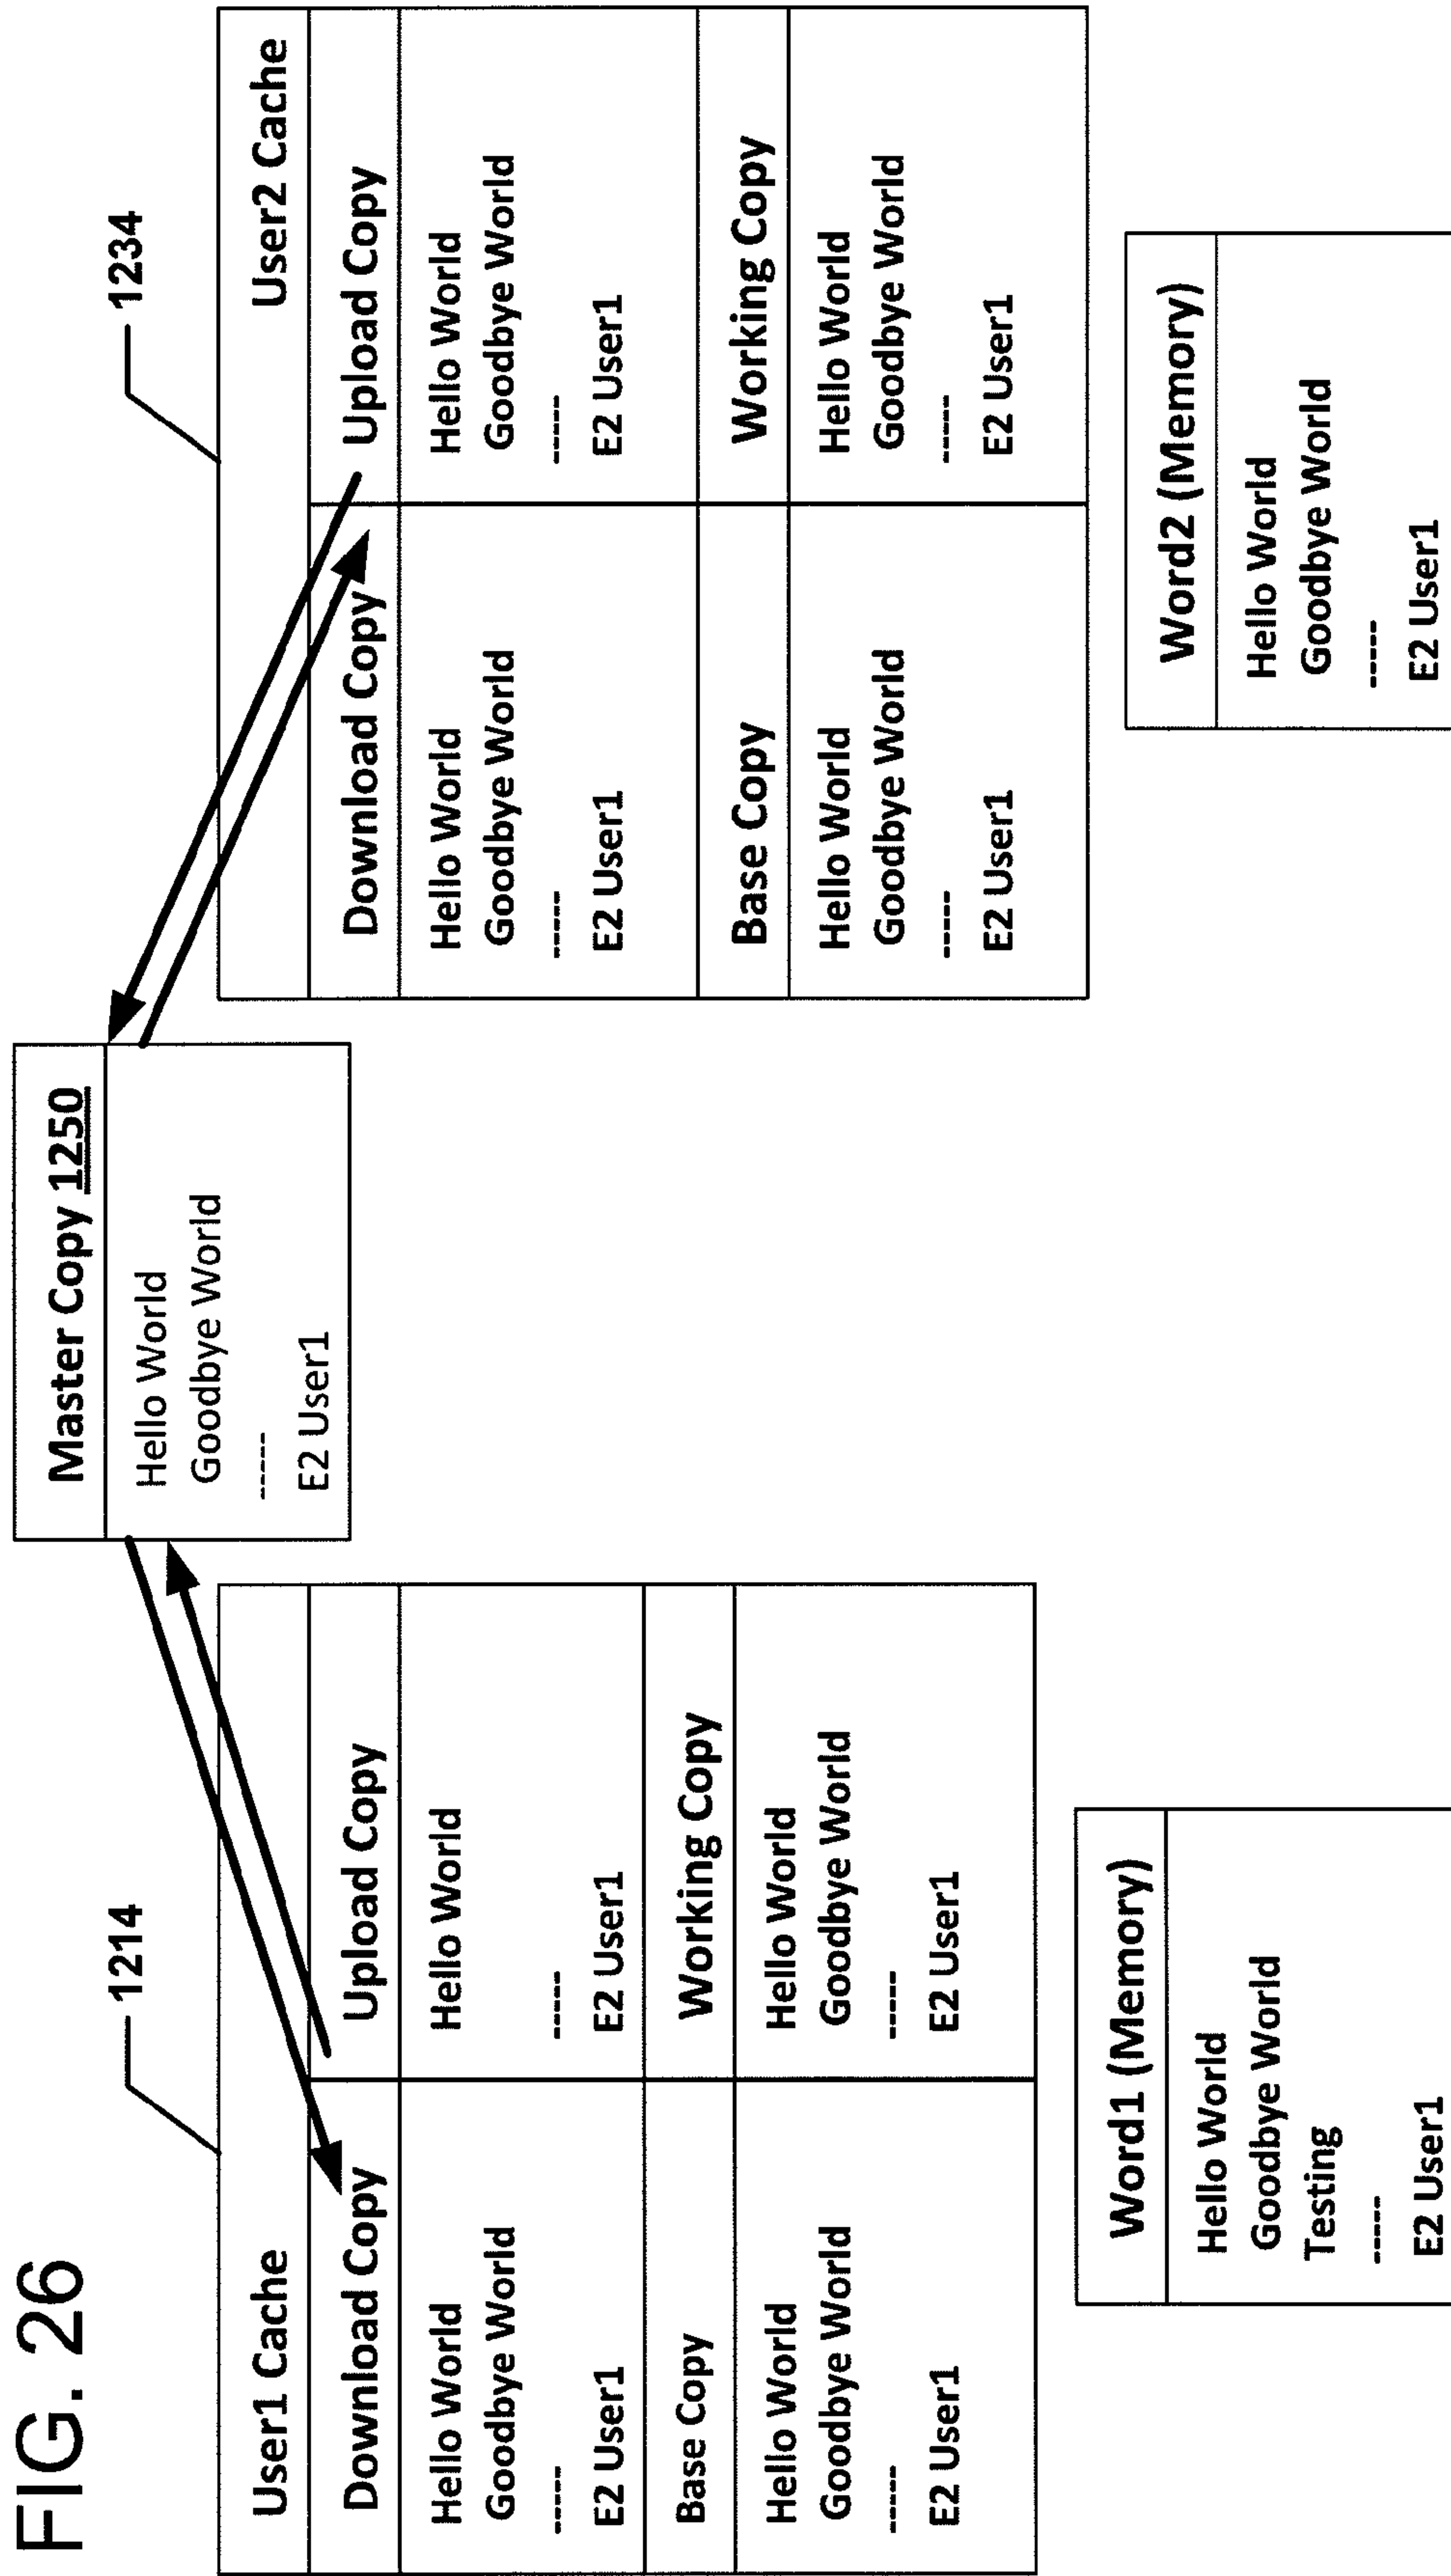 FIG. 26
Master Copy 1250
Hello World
Goodbye World
-----
E2 User1
1214
User1 Cache
Download Copy
Hello World
Goodbye World
-----
E2 User1
Upload Copy
Hello World
-----
E2 User1
Base Copy
Hello World
Goodbye World
-----
E2 User1
Working Copy
Hello World
Goodbye World
-----
E2 User1
Word1 (Memory)
Hello World
Goodbye World
Testing
-----
E2 User1
1234
User2 Cache
Download Copy
Hello World
Goodbye World
-----
E2 User1
Upload Copy
Hello World
Goodbye World
-----
E2 User1
Base Copy
Hello World
Goodbye World
-----
E2 User1
Working Copy
Hello World
Goodbye World
-----
E2 User1
Word2 (Memory)
Hello World
Goodbye World
-----
E2 User1